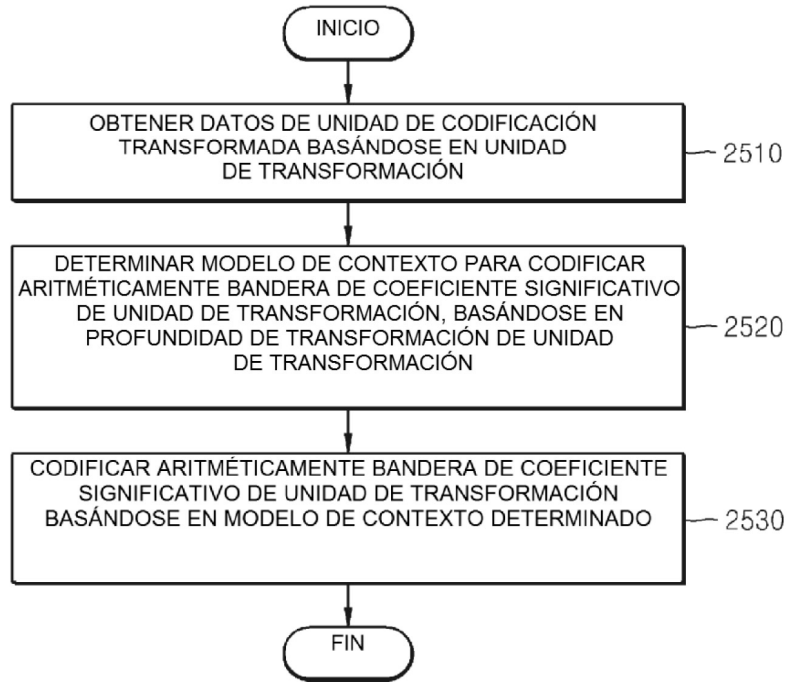 INICIO
OBTENER DATOS DE UNIDAD DE CODIFICACIÓN
TRANSFORMADA BASÁNDOSE EN UNIDAD
DE TRANSFORMACIÓN
2510
DETERMINAR MODELO DE CONTEXTO PARA CODIFICAR
ARITMÉTICAMENTE BANDERA DE COEFICIENTE SIGNIFICATIVO
DE UNIDAD DE TRANSFORMACIÓN, BASÁNDOSE EN
PROFUNDIDAD DE TRANSFORMACIÓN DE UNIDAD
DE TRANSFORMACIÓN
2520
CODIFICAR ARITMÉTICAMENTE BANDERA DE COEFICIENTE
SIGNIFICATIVO DE UNIDAD DE TRANSFORMACIÓN
BASÁNDOSE EN MODELO DE CONTEXTO DETERMINADO
2530
FIN